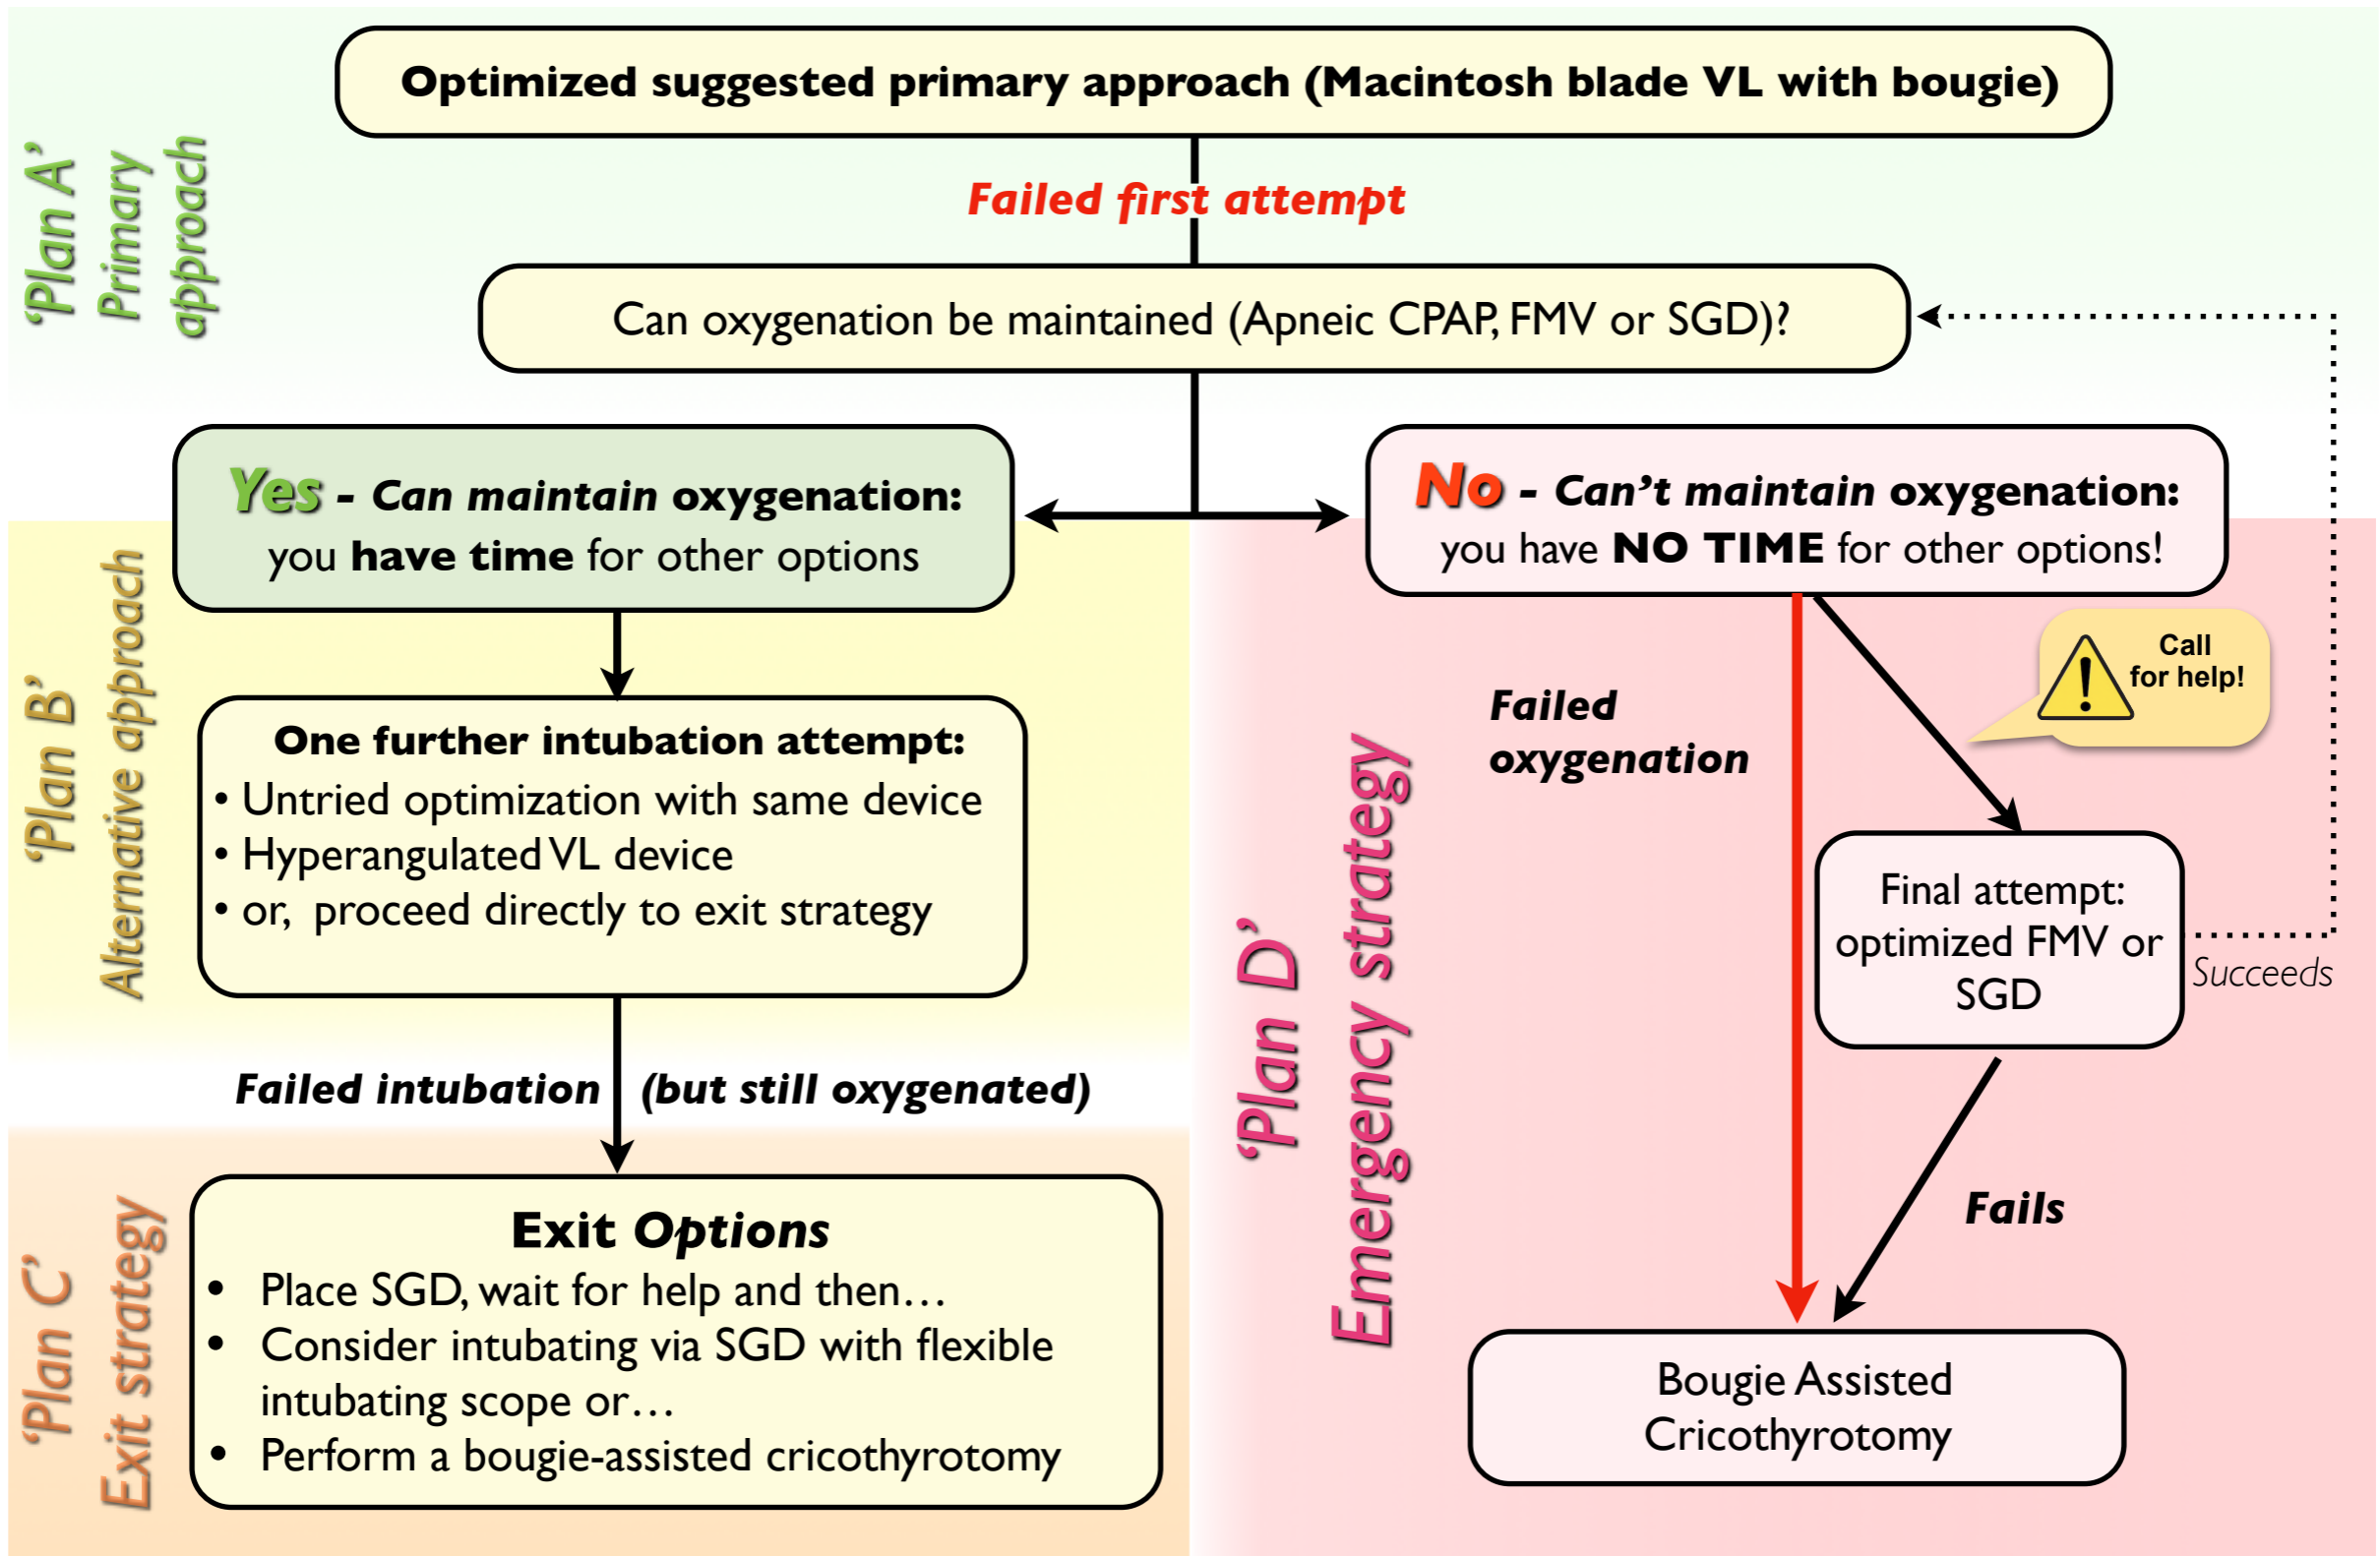 Optimized suggested primary approach (Macintosh blade VL with bougie)
‘Plan A’
Primary
approach
Failed first attempt
Can oxygenation be maintained (Apneic CPAP, FMV or SGD)?
Yes - Can maintain oxygenation:
you have time for other options
No - Can’t maintain oxygenation:
you have NO TIME for other options!
‘Plan B’
Alternative approach
One further intubation attempt:
• Untried optimization with same device
• Hyperangulated VL device
• or, proceed directly to exit strategy
Failed intubation (but still oxygenated)
‘Plan C’
Exit strategy
Exit Options
• Place SGD, wait for help and then…
• Consider intubating via SGD with flexible
intubating scope or…
• Perform a bougie-assisted cricothyrotomy
‘Plan D’
Emergency strategy
Failed
oxygenation
Call
for help!
Final attempt:
optimized FMV or
SGD
Succeeds
Fails
Bougie Assisted
Cricothyrotomy